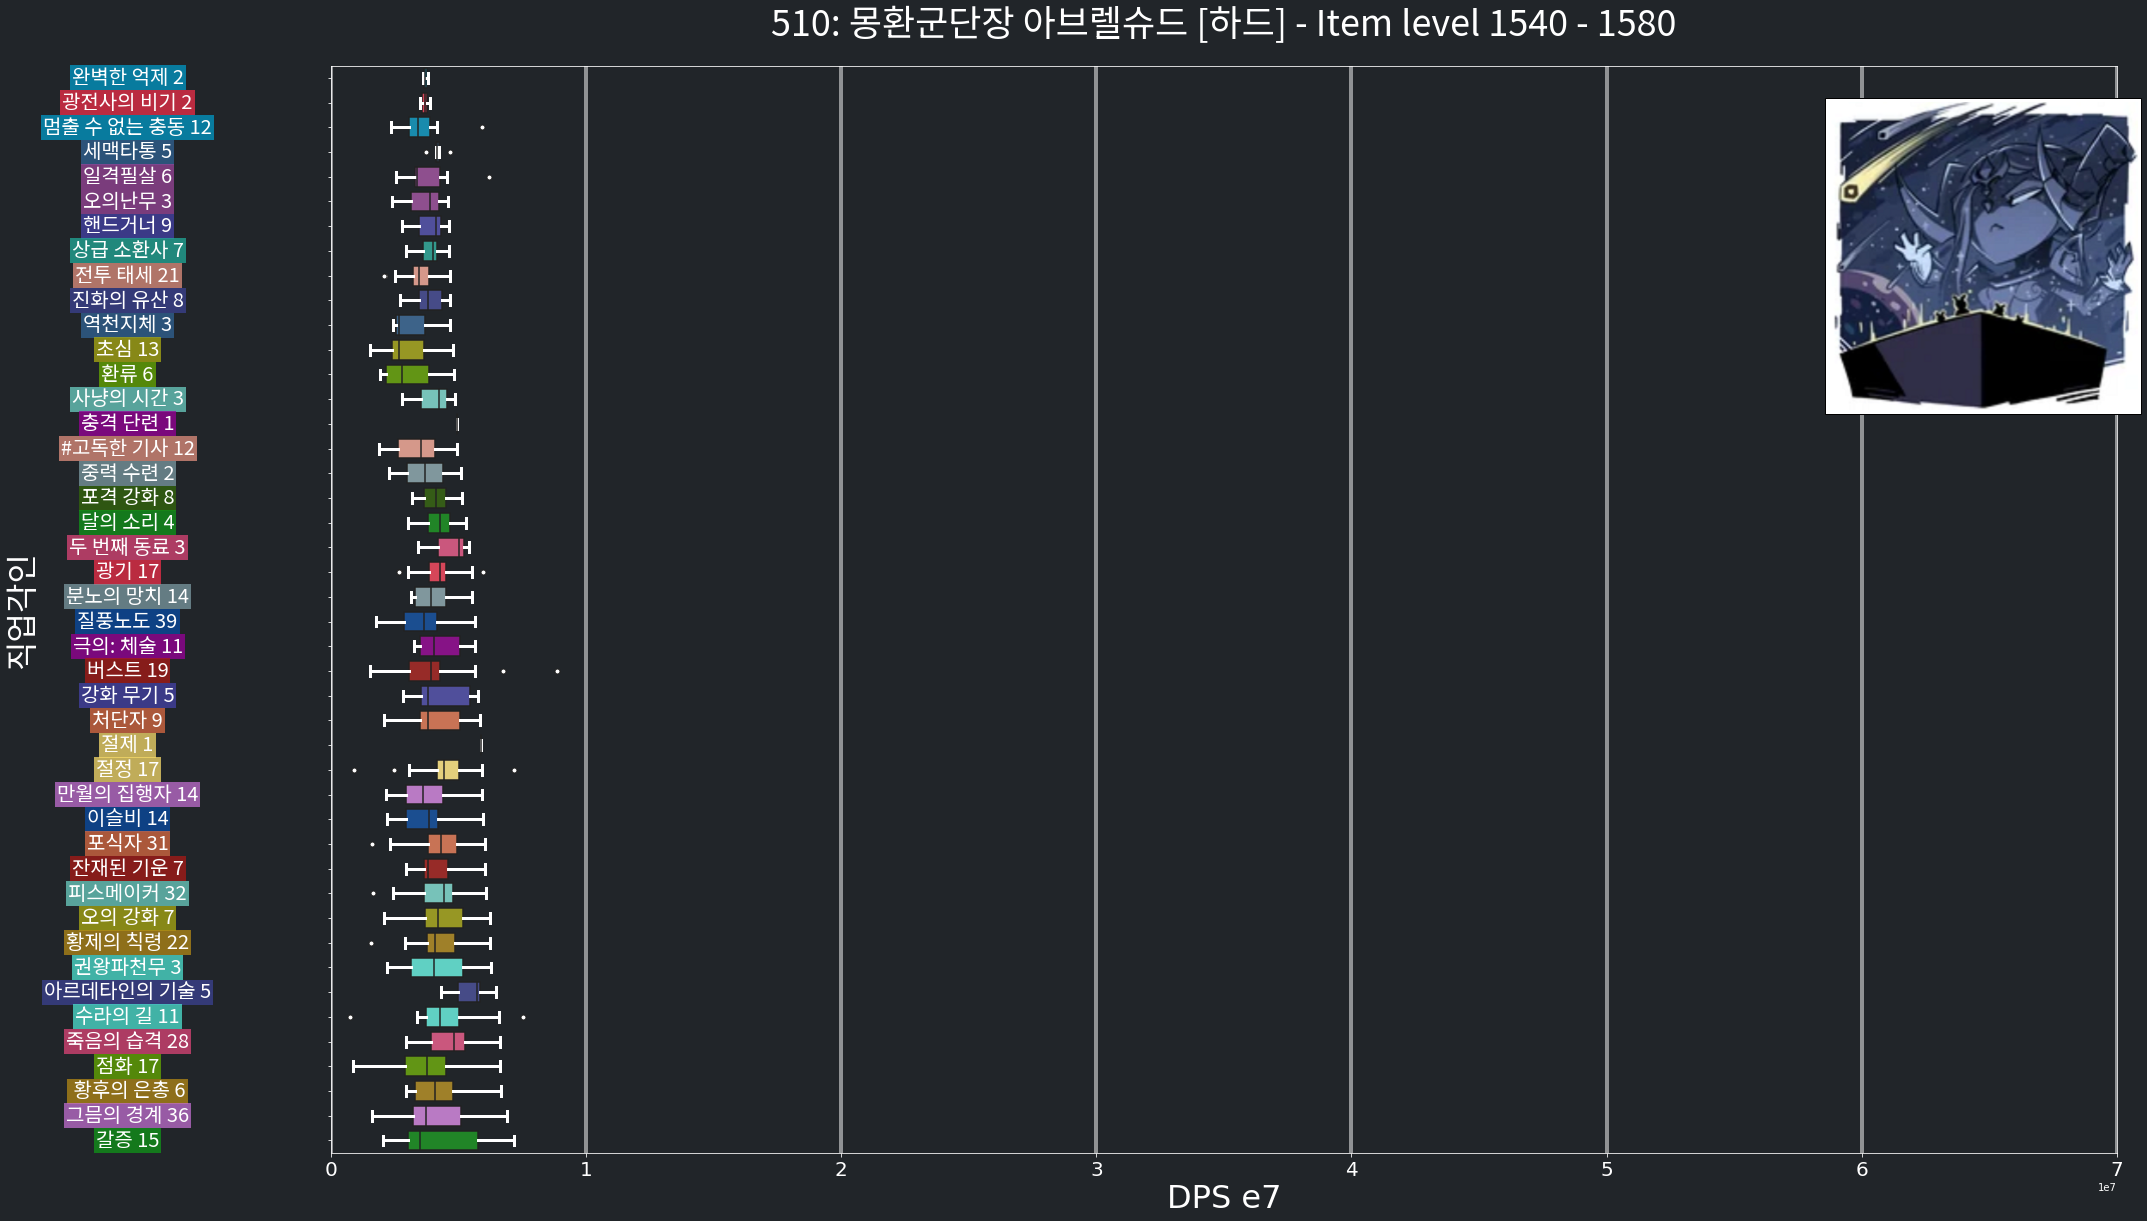 510: 몽환군단장 아브렐슈드 [하드] - Item level 1540 - 1580
직업각인
완벽한 억제 2
광전사의 비기 2
멈출 수 없는 충동 12
세맥타통 5
일격필살 6
오의난무 3
핸드거너 9
상급 소환사 7
전투 태세 21
진화의 유산 8
역천지체 3
초심 13
환류 6
사냥의 시간 3
충격 단련 1
#고독한 기사 12
중력 수련 2
포격 강화 8
달의 소리 4
두 번째 동료 3
광기 17
분노의 망치 14
질풍노도 39
극의: 체술 11
버스트 19
강화 무기 5
처단자 9
절제 1
절정 17
만월의 집행자 14
이슬비 14
포식자 31
잔재된 기운 7
피스메이커 32
오의 강화 7
황제의 칙령 22
권왕파천무 3
아르데타인의 기술 5
수라의 길 11
죽음의 습격 28
점화 17
황후의 은총 6
그믐의 경계 36
갈증 15
0 1 2 3 4 5 6 7
1e7
DPS e7